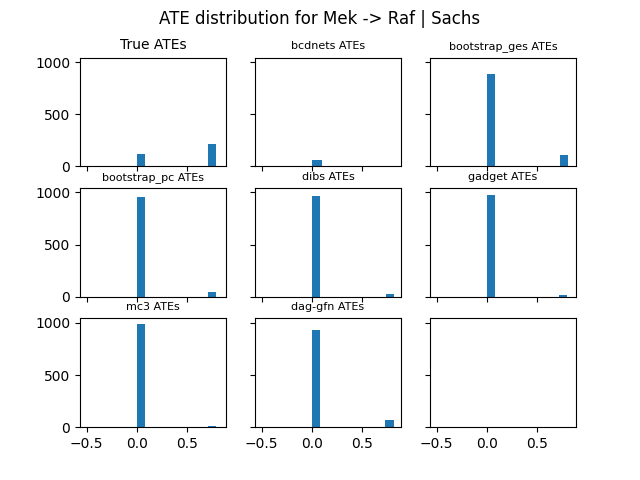 ATE distribution for Mek -> Raf | Sachs
True ATEs
bcdnets ATEs
bootstrap_ges ATEs
1000
500
0
bootstrap_pc ATEs
dibs ATEs
gadget ATEs
1000
500
0
mc3 ATEs
dag-gfn ATEs
1000
500
0
−0.5 0.0 0.5
−0.5 0.0 0.5
−0.5 0.0 0.5